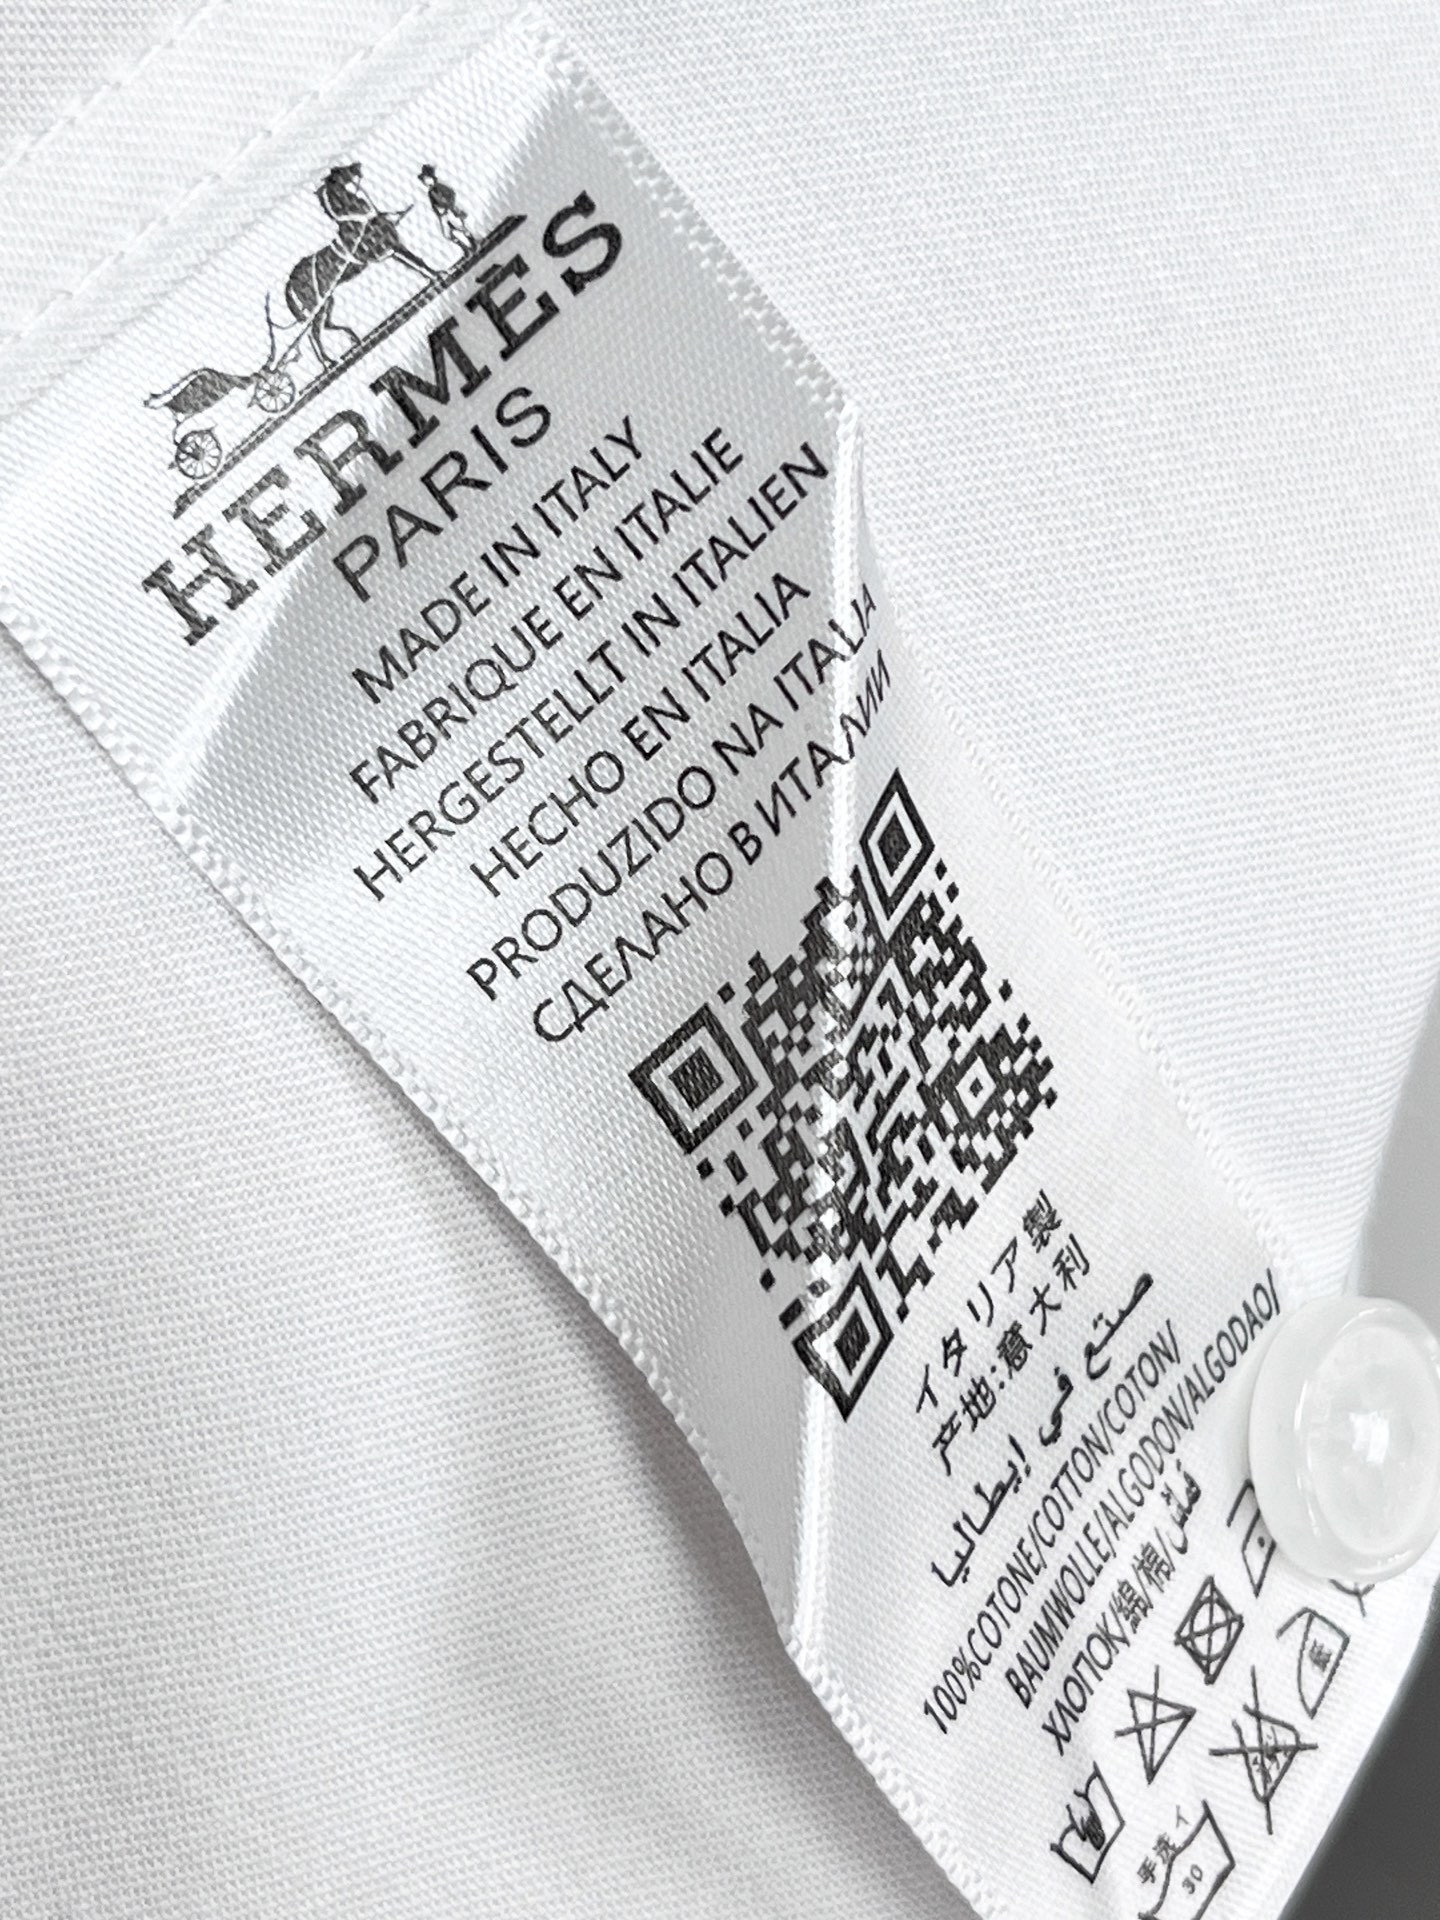 HERMÈS
PARIS
MADE IN ITALY
FABRIQUE EN ITALIE
HERGESTELLT IN ITALIEN
HECHO EN ITALIA
PRODUZIDO NA ITALIA
СДЕЛАНО В ИТАЛИИ
イタリア製
产地:意大利
صنع في إيطاليا
100%COTONE/COTTON/COTON/
BAUMWOLLE/ALGODON/ALGODAO/
ХЛОПОК/綿/棉/قطن
手洗イ
30